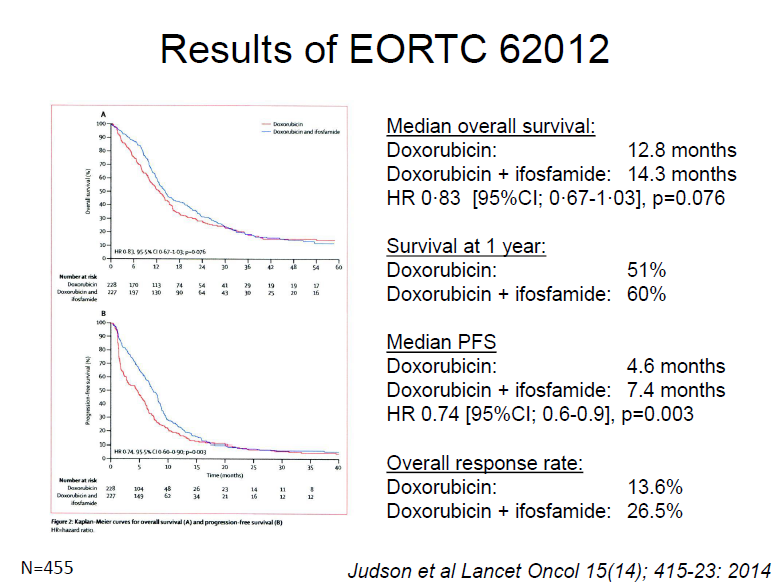 Results of EORTC 62012
A
Doxorubicin
Doxorubicin and ifosfamide
100
90
80
70
60
50
40
30
20
10
0
Overall survival (%)
HR 0.83, 95·5% CI 0·67-1·03; p=0·076
0 6 12 18 24 30 36 42 48 54 60
Number at risk
Doxorubicin 228 170 113 74 54 41 29 19 19 17
Doxorubicin and ifosfamide 227 197 130 90 64 43 30 25 20 16
B
100
90
80
70
60
50
40
30
20
10
0
Progression-free survival (%)
HR 0.74, 95·5% CI 0·60-0·90; p=0·003
0 5 10 15 20 25 30 35 40
Time (months)
Number at risk
Doxorubicin 228 104 48 26 23 14 11 8
Doxorubicin and ifosfamide 227 149 62 34 21 16 12 12
Figure 2: Kaplan-Meier curves for overall survival (A) and progression-free survival (B)
HR=hazard ratio.
Median overall survival:
Doxorubicin: 12.8 months
Doxorubicin + ifosfamide: 14.3 months
HR 0·83 [95%CI; 0·67-1·03], p=0.076
Survival at 1 year:
Doxorubicin: 51%
Doxorubicin + ifosfamide: 60%
Median PFS
Doxorubicin: 4.6 months
Doxorubicin + ifosfamide: 7.4 months
HR 0.74 [95%CI; 0.6-0.9], p=0.003
Overall response rate:
Doxorubicin: 13.6%
Doxorubicin + ifosfamide: 26.5%
N=455
Judson et al Lancet Oncol 15(14); 415-23: 2014